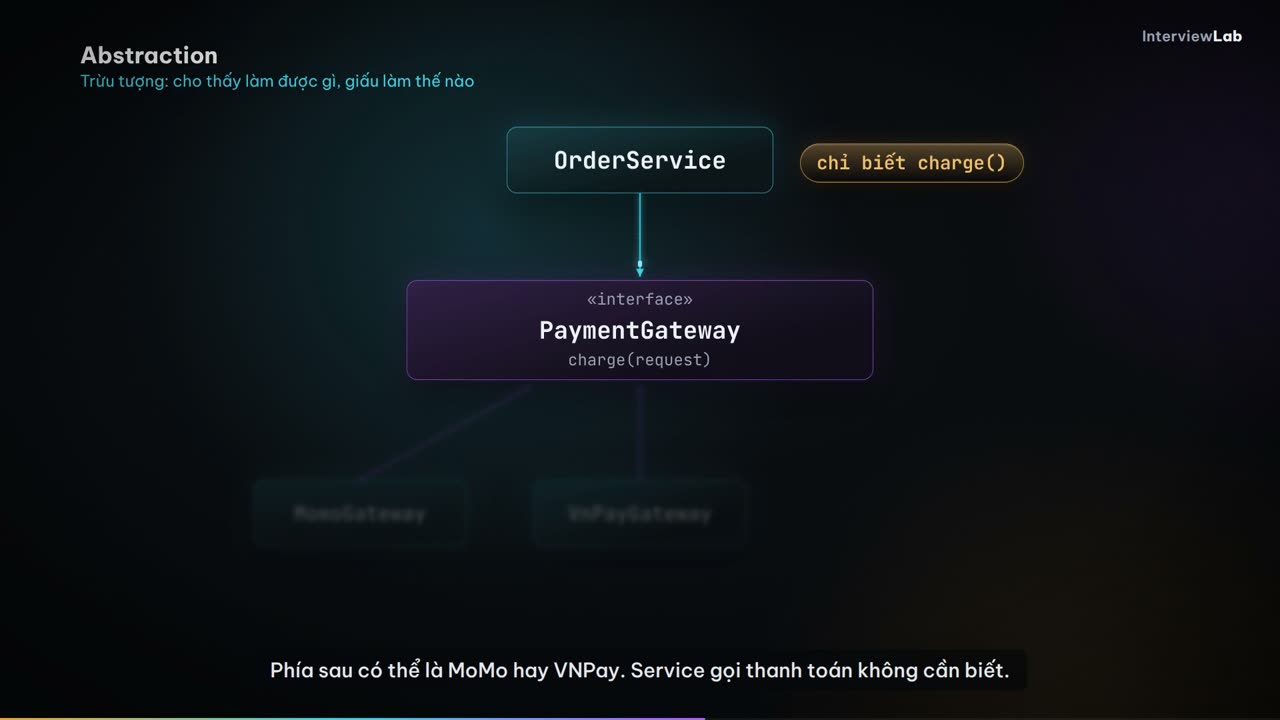 Abstraction
Trừu tượng: cho thấy làm được gì, giấu làm thế nào
InterviewLab
OrderService
chỉ biết charge()
«interface»
PaymentGateway
charge(request)
MomoGateway
VnPayGateway
Phía sau có thể là MoMo hay VNPay. Service gọi thanh toán không cần biết.